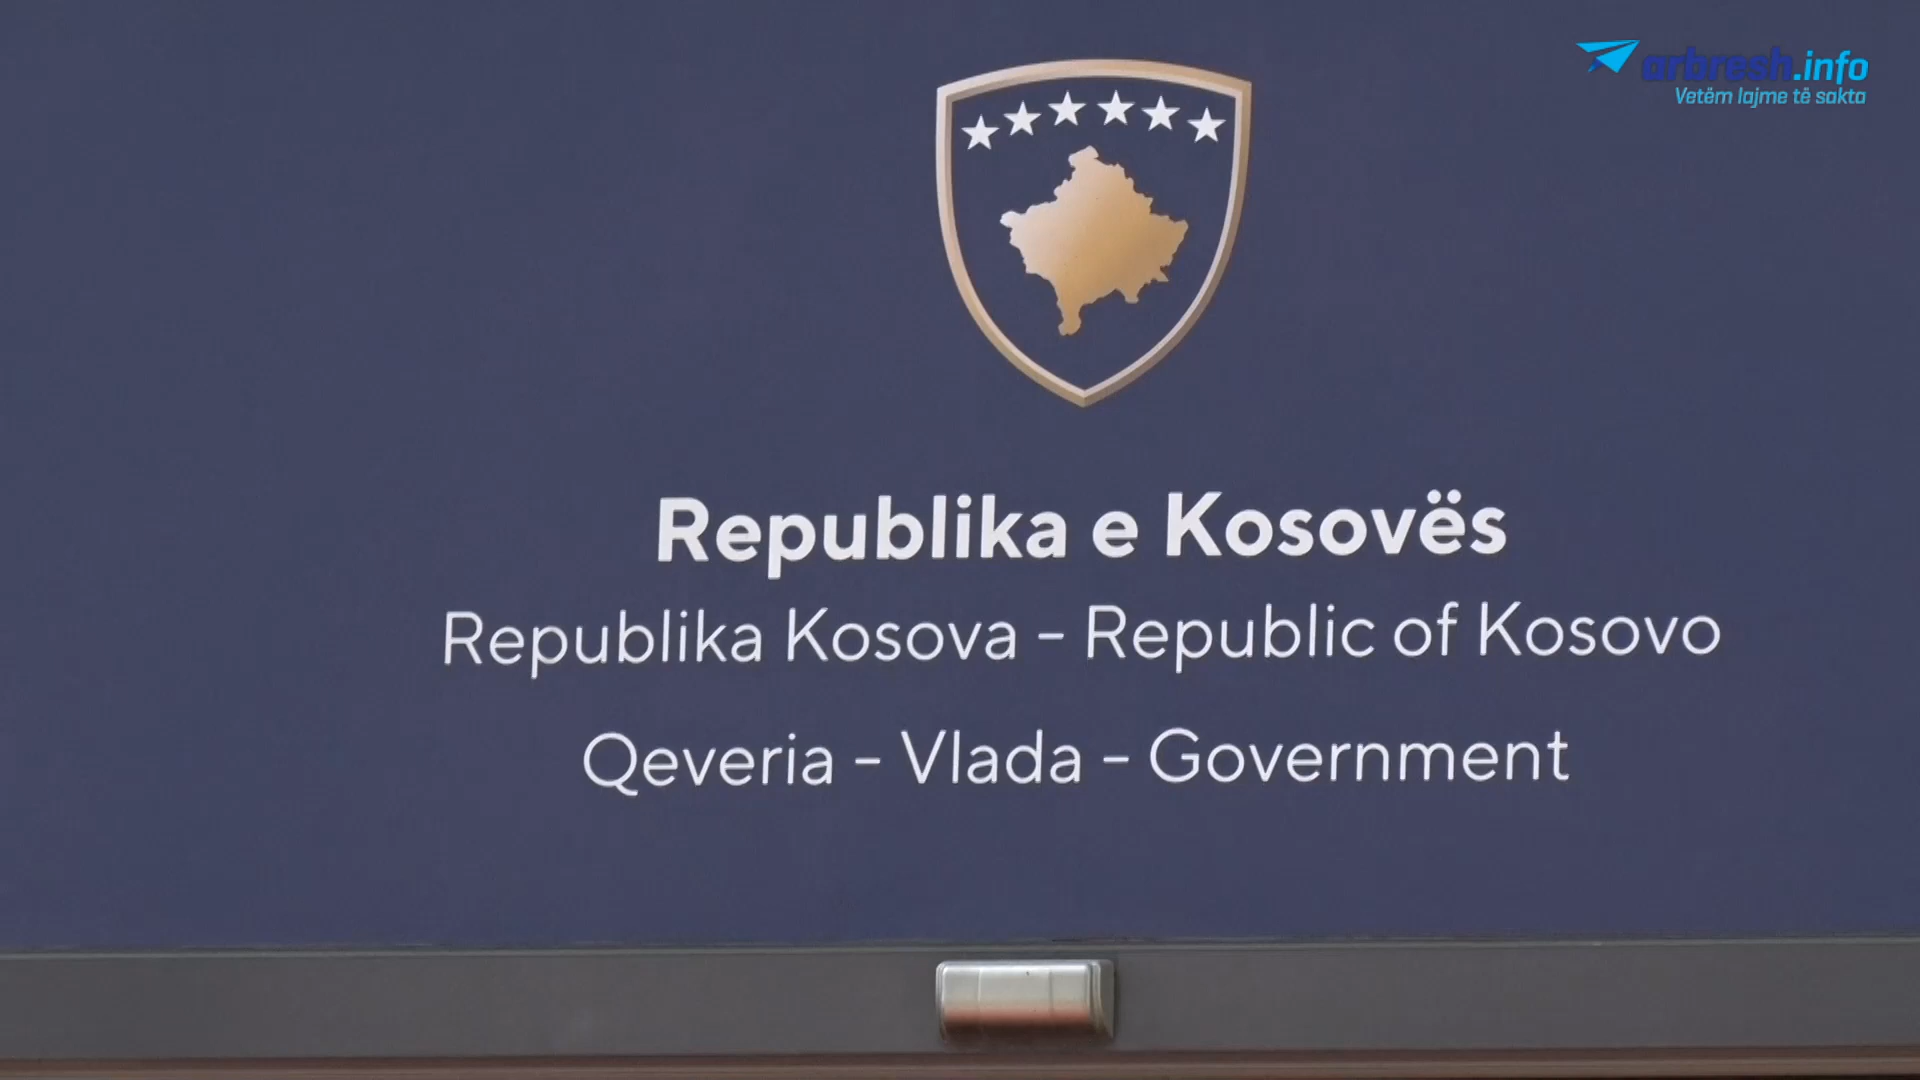 arbresh.info
Vetëm lajme të sakta
Republika e Kosovës
Republika Kosova - Republic of Kosovo
Qeveria - Vlada - Government